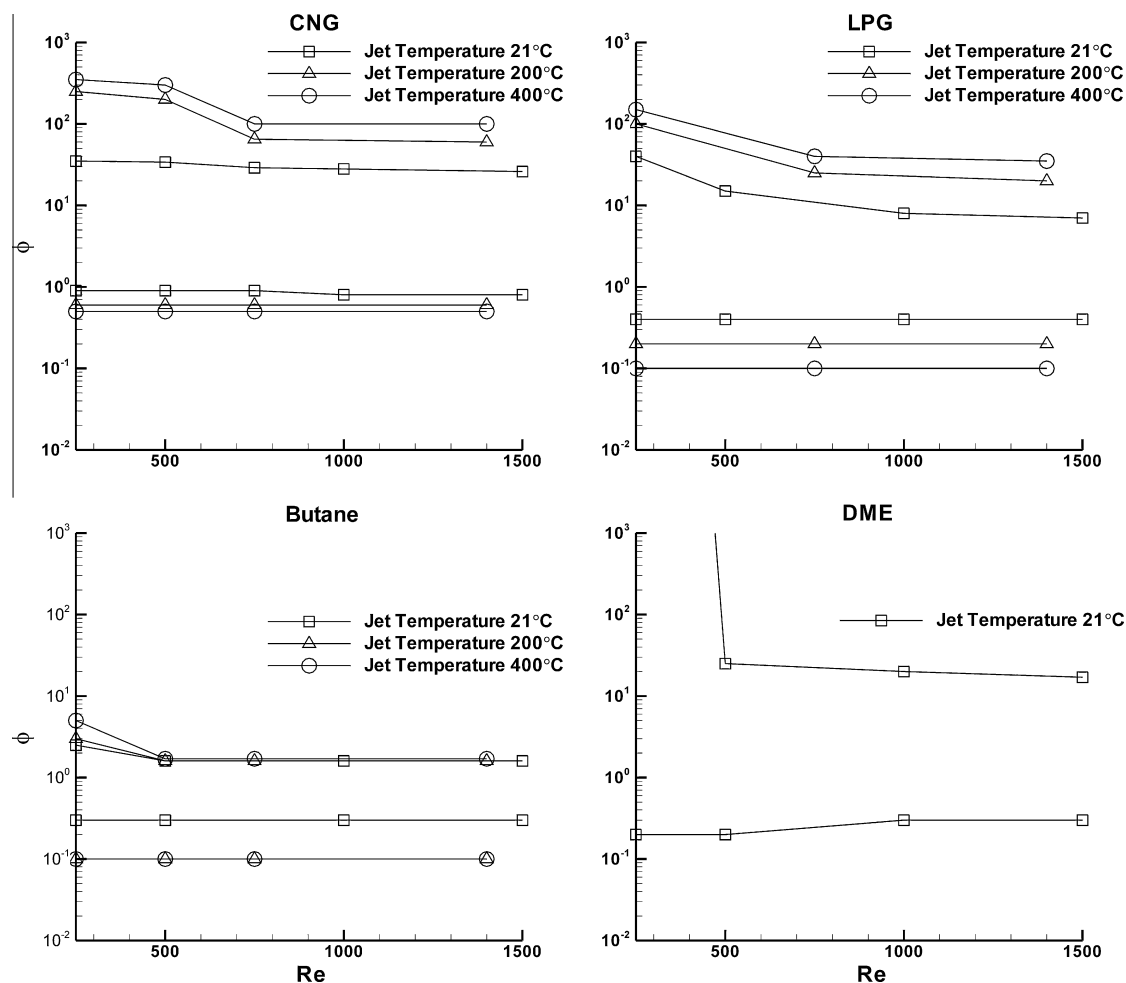 CNG
Jet Temperature 21°C
Jet Temperature 200°C
Jet Temperature 400°C
10³
10²
10¹
10⁰
10⁻¹
10⁻²
ϕ
500 1000 1500
LPG
Jet Temperature 21°C
Jet Temperature 200°C
Jet Temperature 400°C
10³
10²
10¹
10⁰
10⁻¹
10⁻²
500 1000 1500
Butane
Jet Temperature 21°C
Jet Temperature 200°C
Jet Temperature 400°C
10³
10²
10¹
10⁰
10⁻¹
10⁻²
ϕ
500 1000 1500
Re
DME
Jet Temperature 21°C
10³
10²
10¹
10⁰
10⁻¹
10⁻²
500 1000 1500
Re